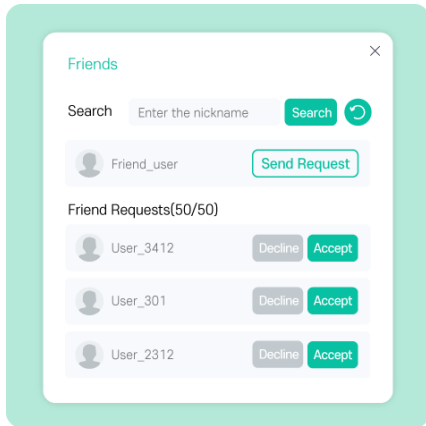 Friends
Search Enter the nickname Search
Friend_user Send Request
Friend Requests(50/50)
User_3412 Decline Accept
User_301 Decline Accept
User_2312 Decline Accept